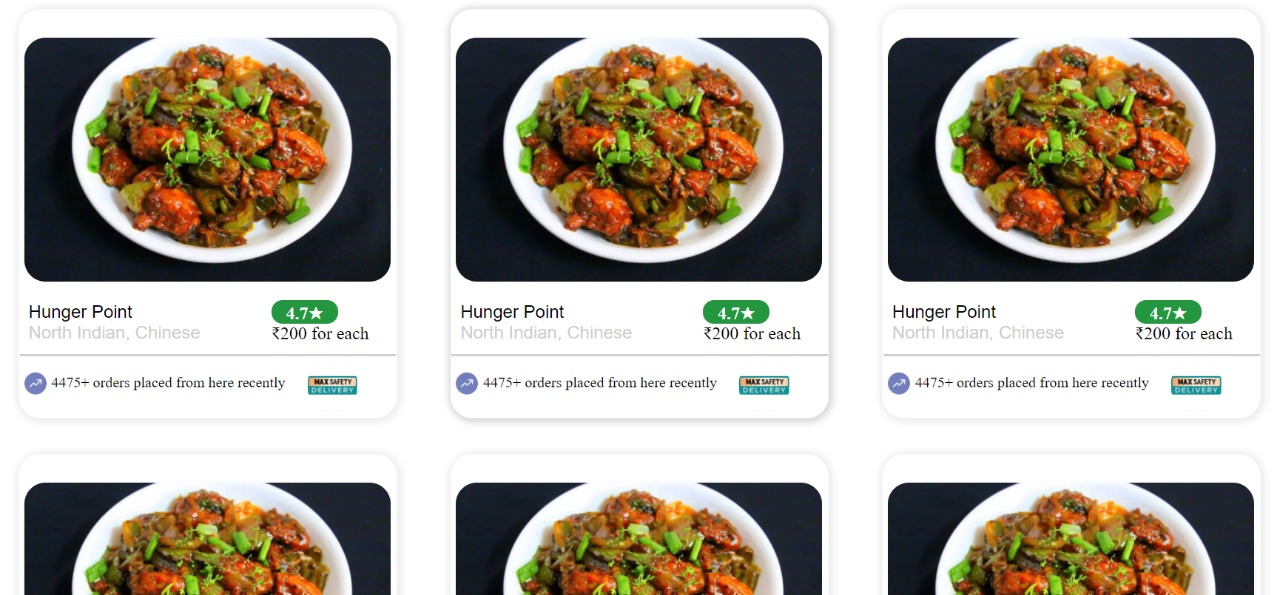 Hunger Point
4.7★
North Indian, Chinese
₹200 for each
4475+ orders placed from here recently
MAX SAFETY
DELIVERY
Hunger Point
4.7★
North Indian, Chinese
₹200 for each
4475+ orders placed from here recently
MAX SAFETY
DELIVERY
Hunger Point
4.7★
North Indian, Chinese
₹200 for each
4475+ orders placed from here recently
MAX SAFETY
DELIVERY